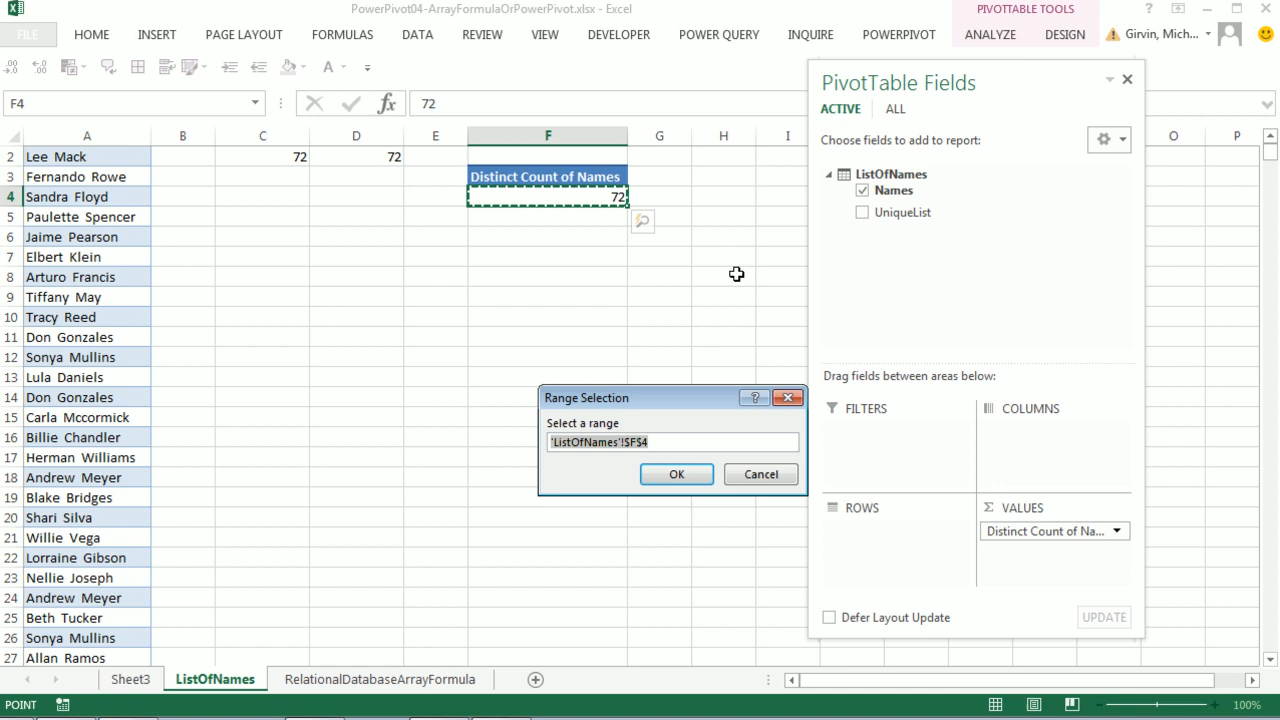 PowerPivot04-ArrayFormulaOrPowerPivot.xlsx - Excel
PIVOTTABLE TOOLS
?
FILE HOME INSERT PAGE LAYOUT FORMULAS DATA REVIEW VIEW DEVELOPER POWER QUERY INQUIRE POWERPIVOT ANALYZE DESIGN Girvin, Mich...
F4 fx 72
A B C D E F G H I O P
2 Lee Mack 72 72
3 Fernando Rowe Distinct Count of Names
4 Sandra Floyd 72
5 Paulette Spencer
6 Jaime Pearson
7 Elbert Klein
8 Arturo Francis
9 Tiffany May
10 Tracy Reed
11 Don Gonzales
12 Sonya Mullins
13 Lula Daniels
14 Don Gonzales
15 Carla Mccormick
16 Billie Chandler
17 Herman Williams
18 Andrew Meyer
19 Blake Bridges
20 Shari Silva
21 Willie Vega
22 Lorraine Gibson
23 Nellie Joseph
24 Andrew Meyer
25 Beth Tucker
26 Sonya Mullins
27 Allan Ramos
Range Selection ?
Select a range
'ListOfNames'!$F$4
OK Cancel
PivotTable Fields
ACTIVE ALL
Choose fields to add to report:
ListOfNames
Names
UniqueList
Drag fields between areas below:
FILTERS COLUMNS
ROWS Σ VALUES
Distinct Count of Na...
Defer Layout Update UPDATE
Sheet3 ListOfNames RelationalDatabaseArrayFormula
POINT 100%